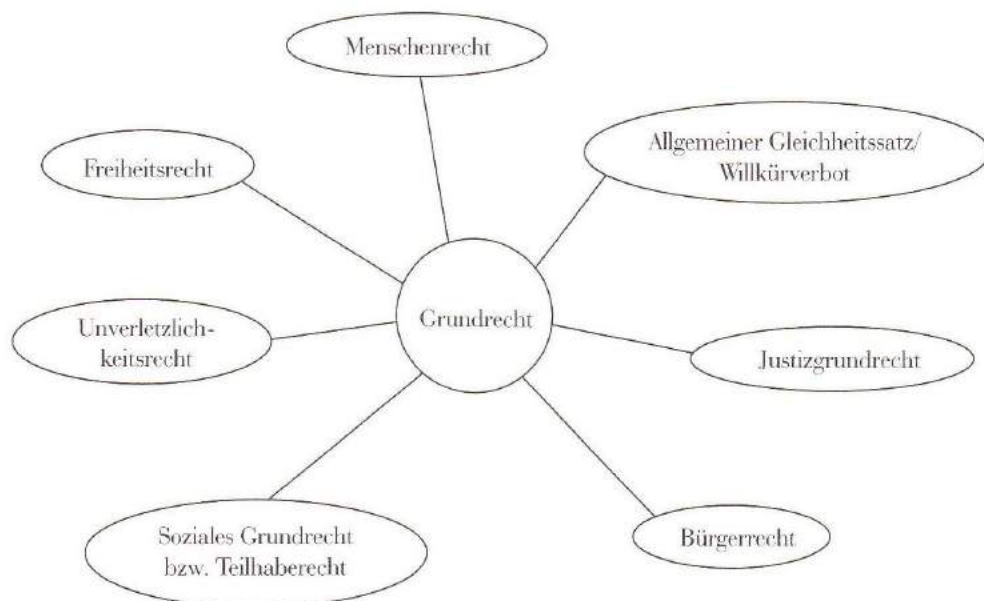 Menschenrecht
Allgemeiner Gleichheitssatz/
Willkürverbot
Freiheitsrecht
Grundrecht
Unverletzlich-
keitsrecht
Justizgrundrecht
Soziales Grundrecht
bzw. Teilhaberecht
Bürgerrecht